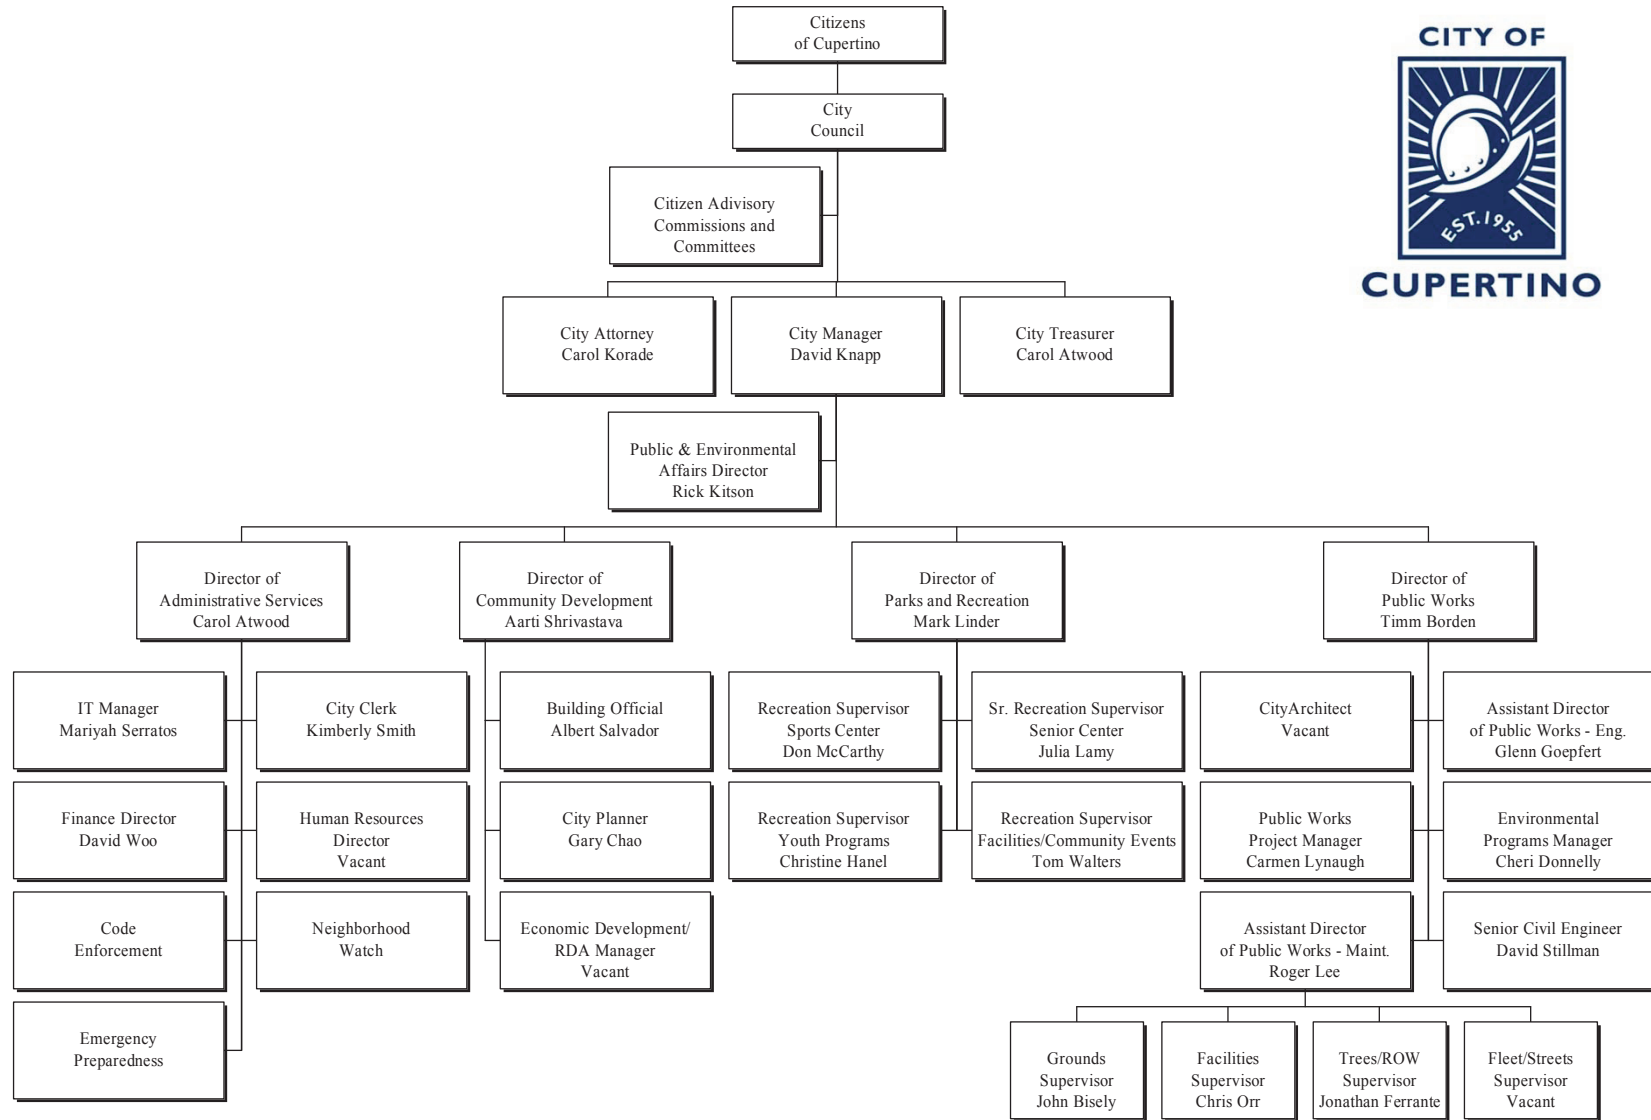 Citizens
of Cupertino
CITY OF
EST. 1955
CUPERTINO
City
Council
Citizen Adivisory
Commissions and
Committees
City Attorney
Carol Korade
City Manager
David Knapp
City Treasurer
Carol Atwood
Public & Environmental
Affairs Director
Rick Kitson
Director of
Administrative Services
Carol Atwood
Director of
Community Development
Aarti Shrivastava
Director of
Parks and Recreation
Mark Linder
Director of
Public Works
Timm Borden
IT Manager
Mariyah Serratos
City Clerk
Kimberly Smith
Building Official
Albert Salvador
Recreation Supervisor
Sports Center
Don McCarthy
Sr. Recreation Supervisor
Senior Center
Julia Lamy
CityArchitect
Vacant
Assistant Director
of Public Works - Eng.
Glenn Goepfert
Finance Director
David Woo
Human Resources
Director
Vacant
City Planner
Gary Chao
Recreation Supervisor
Youth Programs
Christine Hanel
Recreation Supervisor
Facilities/Community Events
Tom Walters
Public Works
Project Manager
Carmen Lynaugh
Environmental
Programs Manager
Cheri Donnelly
Code
Enforcement
Neighborhood
Watch
Economic Development/
RDA Manager
Vacant
Assistant Director
of Public Works - Maint.
Roger Lee
Senior Civil Engineer
David Stillman
Emergency
Preparedness
Grounds
Supervisor
John Bisely
Facilities
Supervisor
Chris Orr
Trees/ROW
Supervisor
Jonathan Ferrante
Fleet/Streets
Supervisor
Vacant